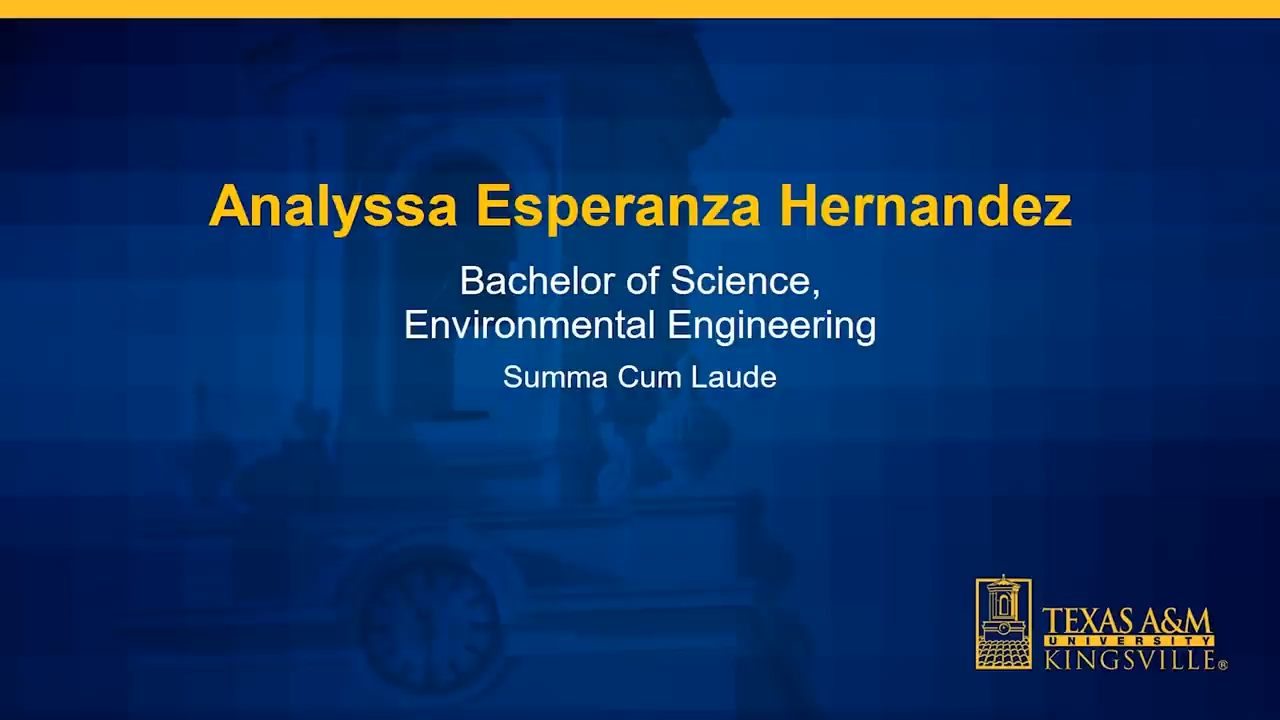 Analyssa Esperanza Hernandez
Bachelor of Science,
Environmental Engineering
Summa Cum Laude
TEXAS A&M
UNIVERSITY
KINGSVILLE®